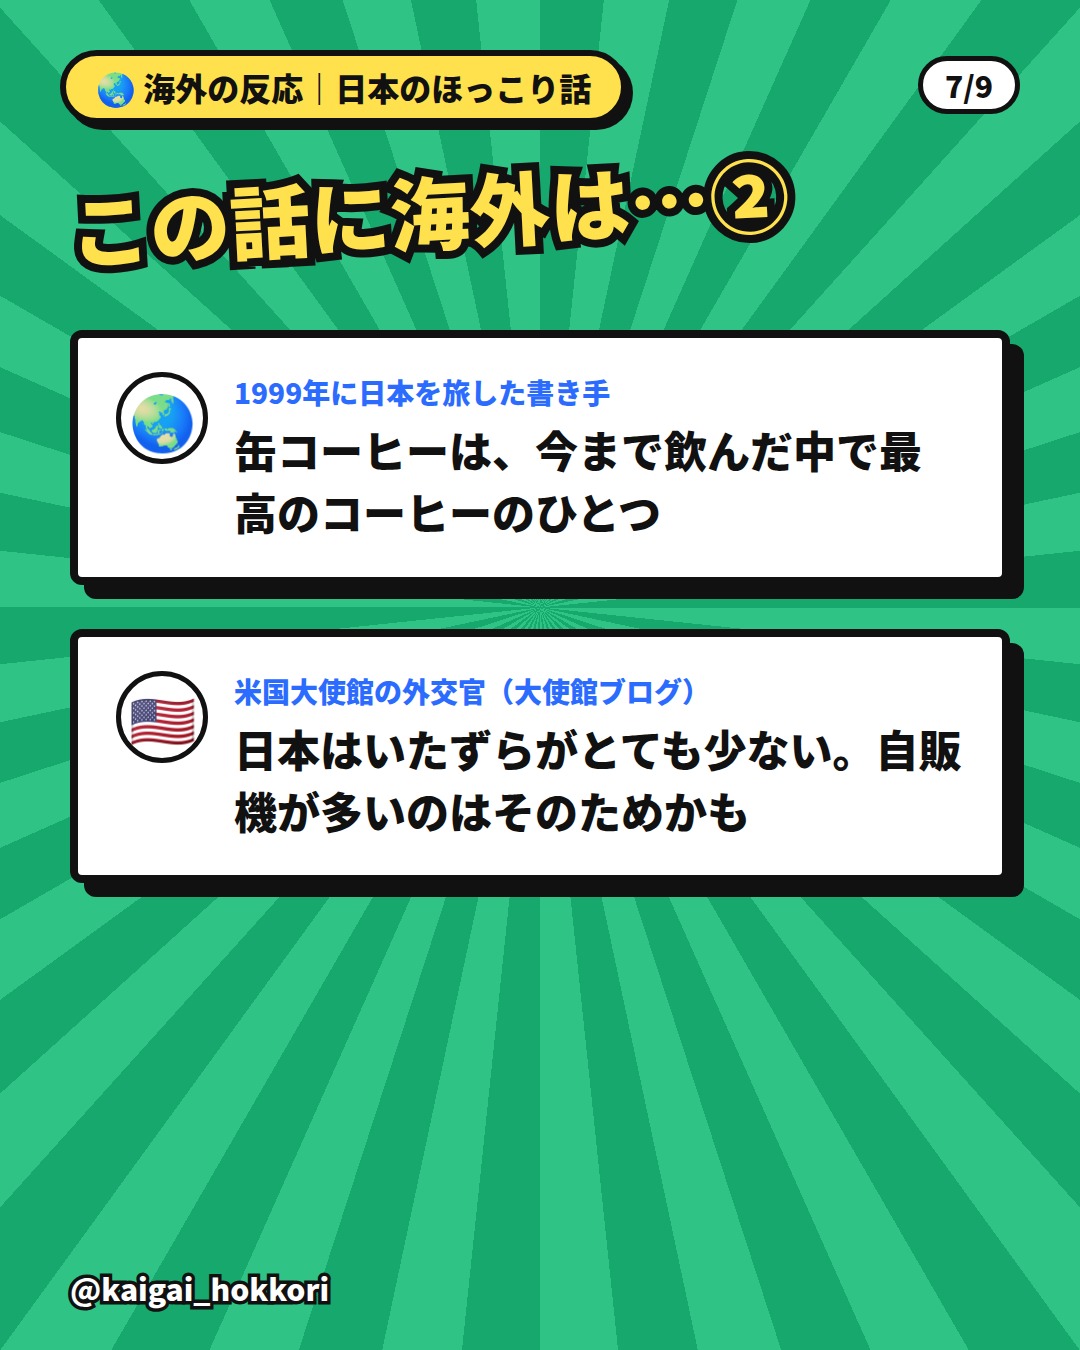 海外の反応｜日本のほっこり話
7/9
この話に海外は…②
1999年に日本を旅した書き手
缶コーヒーは、今まで飲んだ中で最
高のコーヒーのひとつ
米国大使館の外交官（大使館ブログ）
日本はいたずらがとても少ない。自販
機が多いのはそのためかも
@kaigai_hokkori